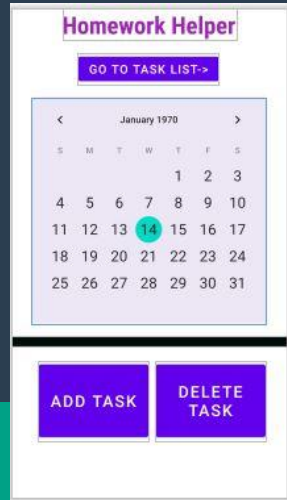 Homework Helper
GO TO TASK LIST->
< January 1970 >
S M T W T F S
1 2 3
4 5 6 7 8 9 10
11 12 13 14 15 16 17
18 19 20 21 22 23 24
25 26 27 28 29 30 31
ADD TASK
DELETE
TASK